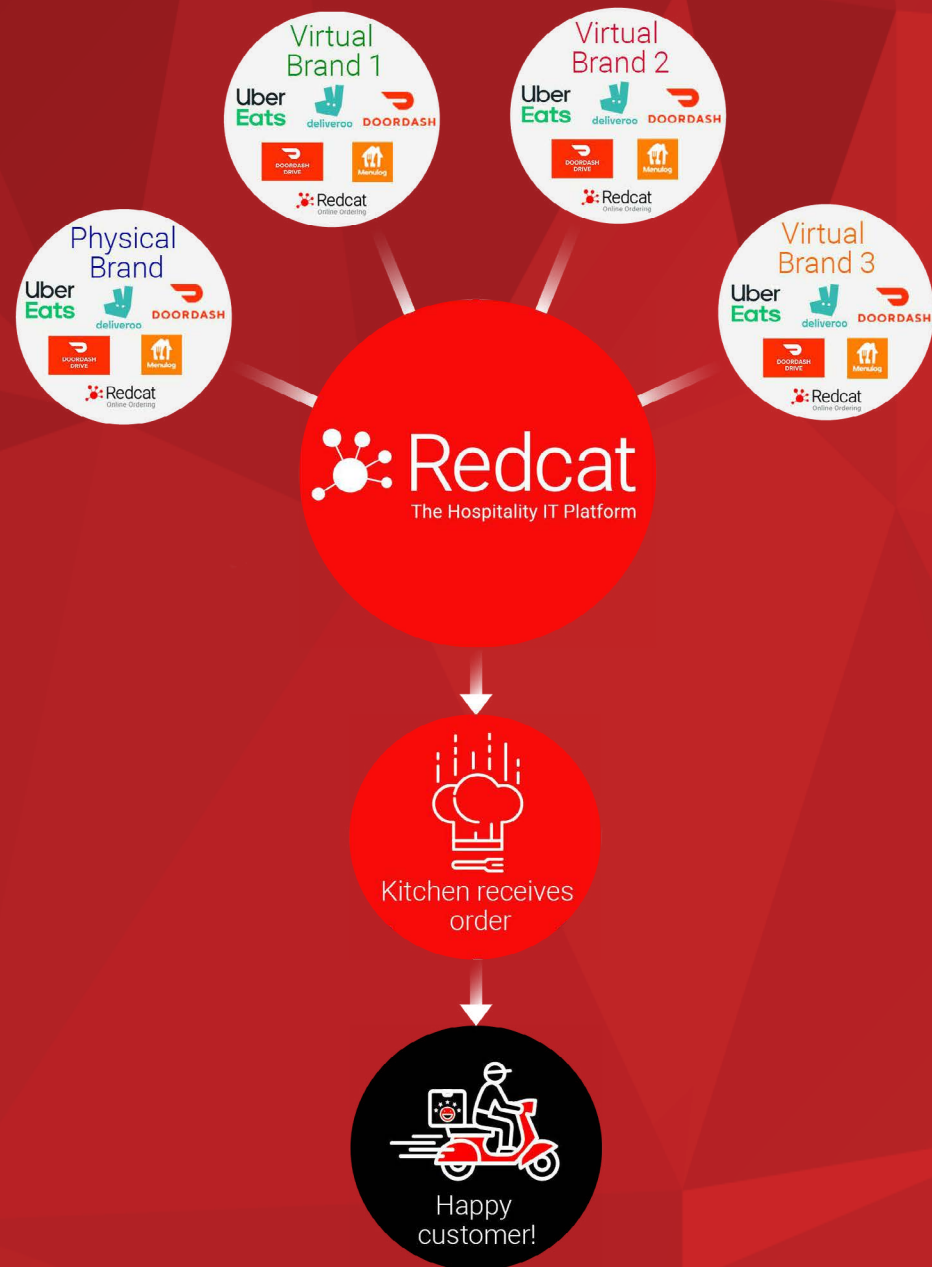 Virtual
Brand 1
Uber
Eats
deliveroo
DOORDASH
DOORDASH
DRIVE
Menulog
Redcat
Online Ordering
Virtual
Brand 2
Uber
Eats
deliveroo
DOORDASH
DOORDASH
DRIVE
Menulog
Redcat
Online Ordering
Physical
Brand
Uber
Eats
deliveroo
DOORDASH
DOORDASH
DRIVE
Menulog
Redcat
Online Ordering
Virtual
Brand 3
Uber
Eats
deliveroo
DOORDASH
DOORDASH
DRIVE
Menulog
Redcat
Online Ordering
Redcat
The Hospitality IT Platform
Kitchen receives
order
Happy
customer!